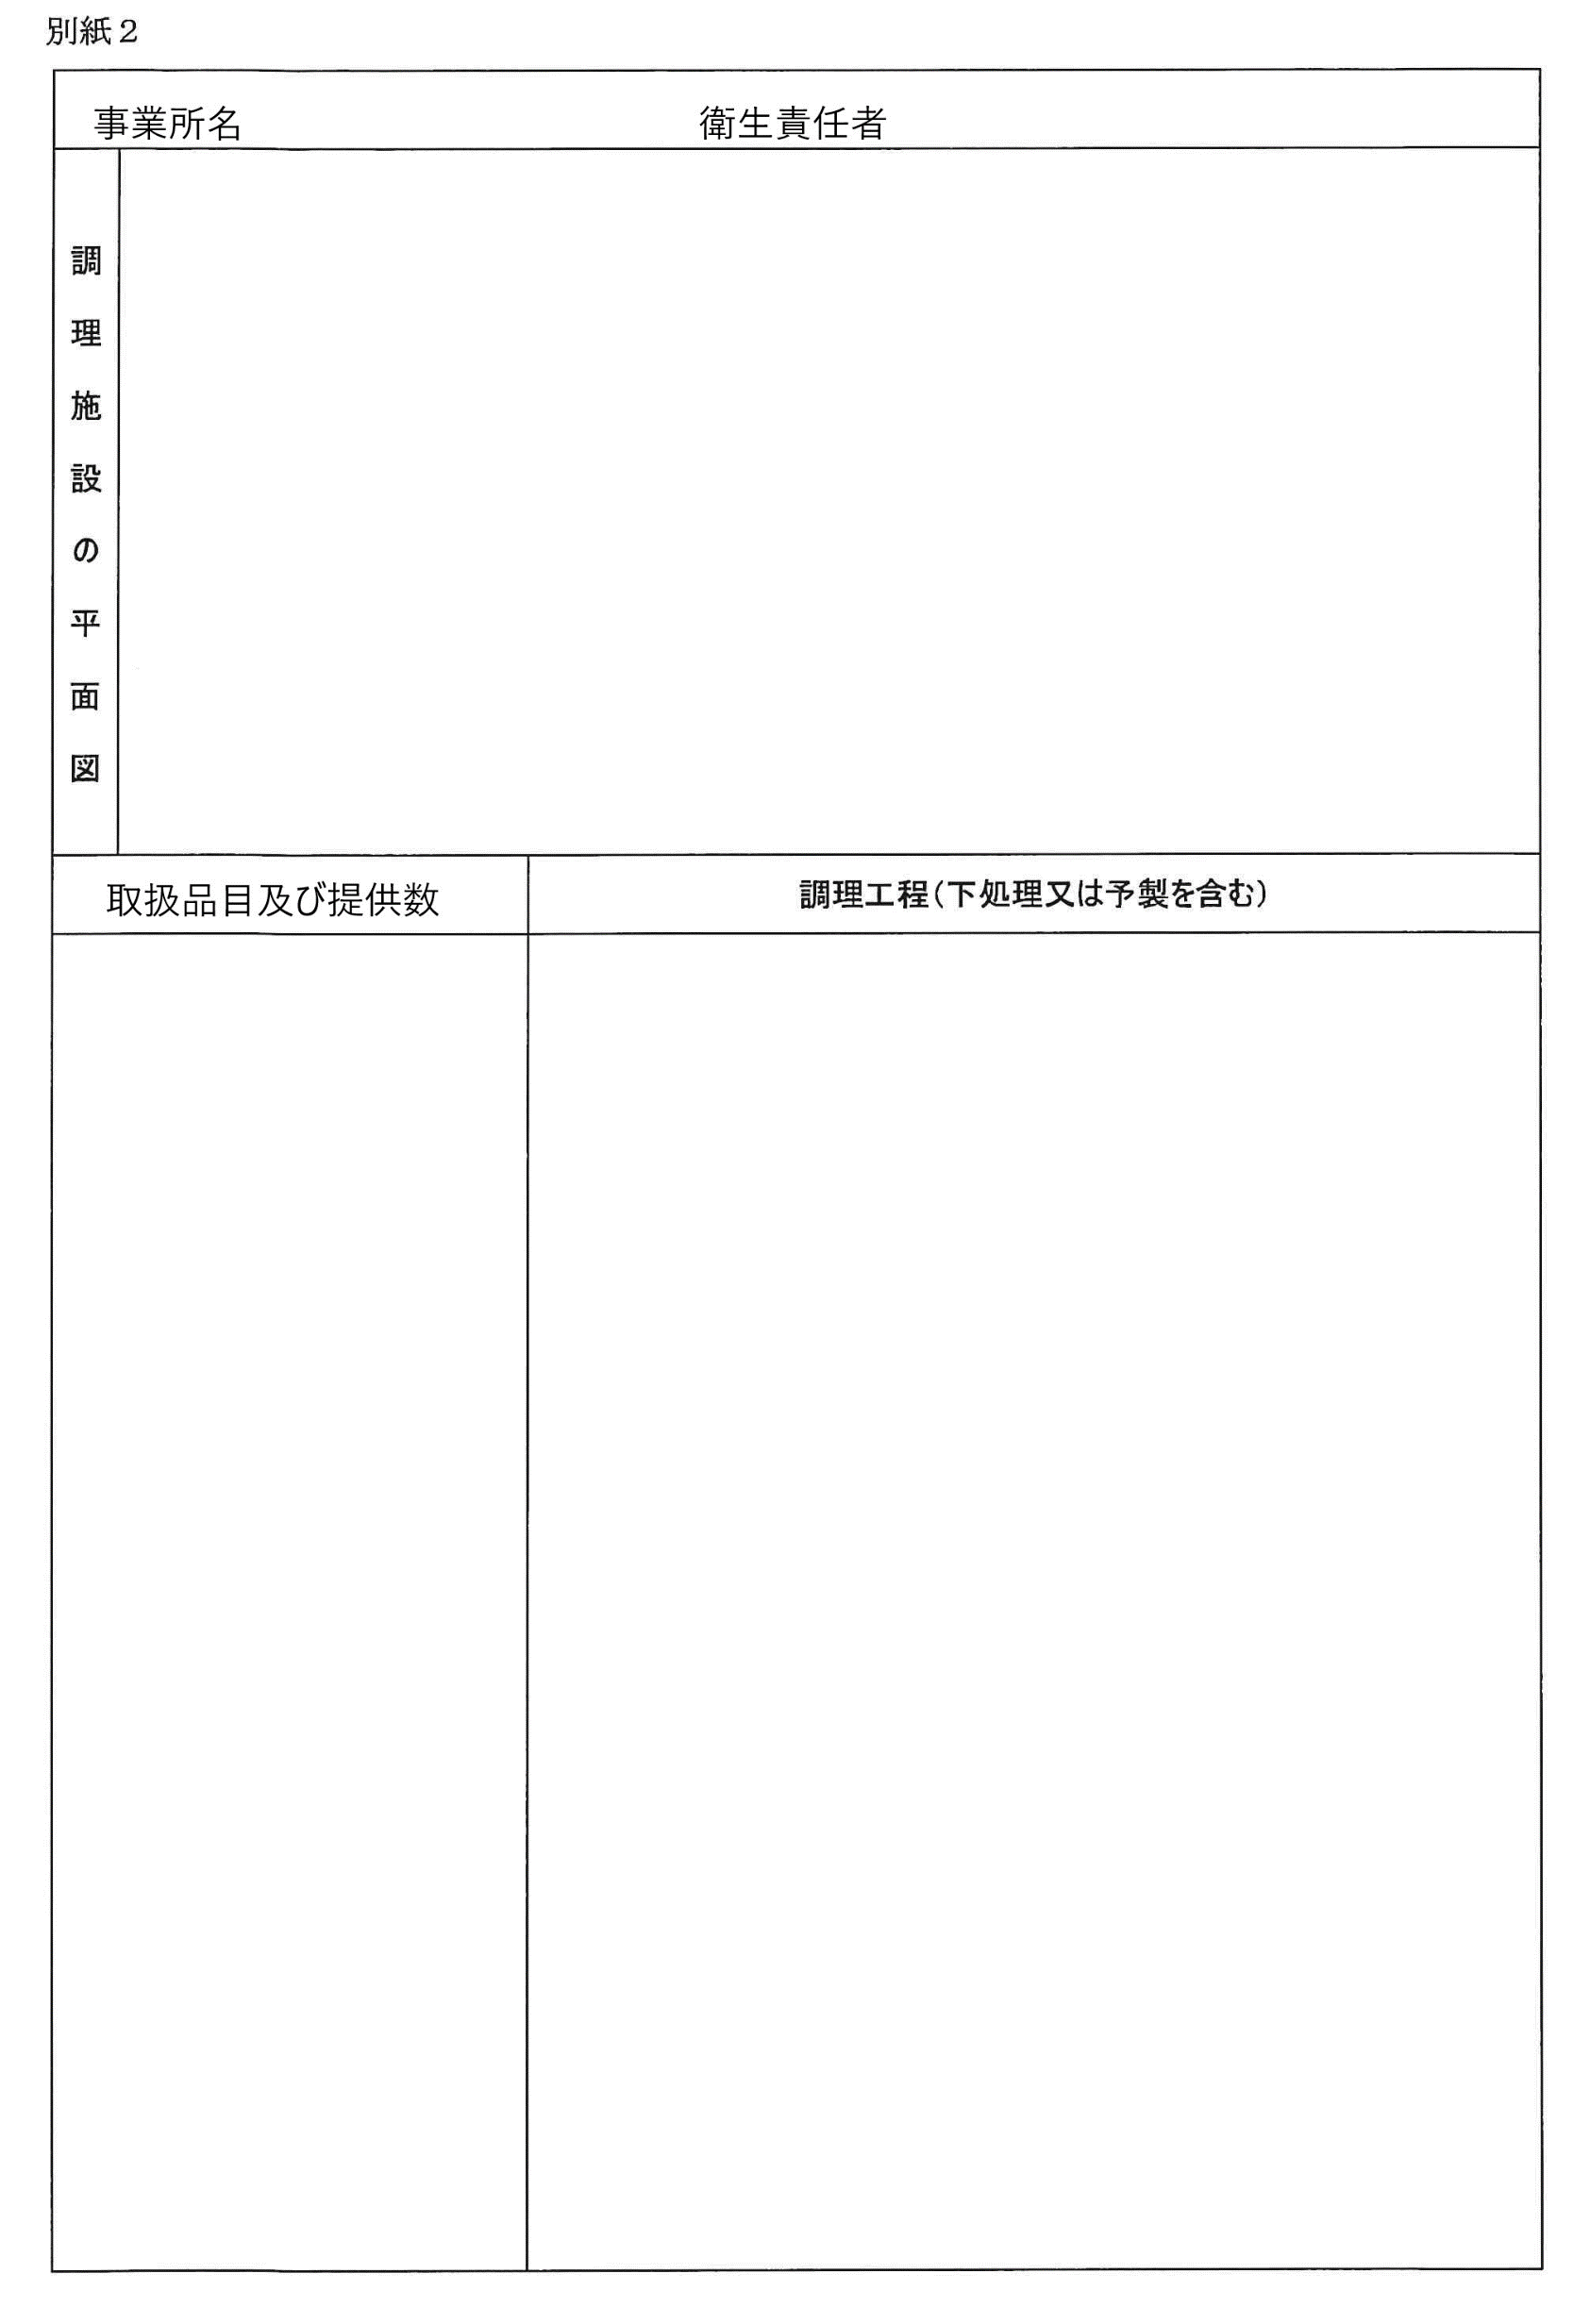 別紙２
事業所名
衛生責任者
調理施設の平面図
取扱品目及び提供数
調理工程（下処理又は予製を含む）